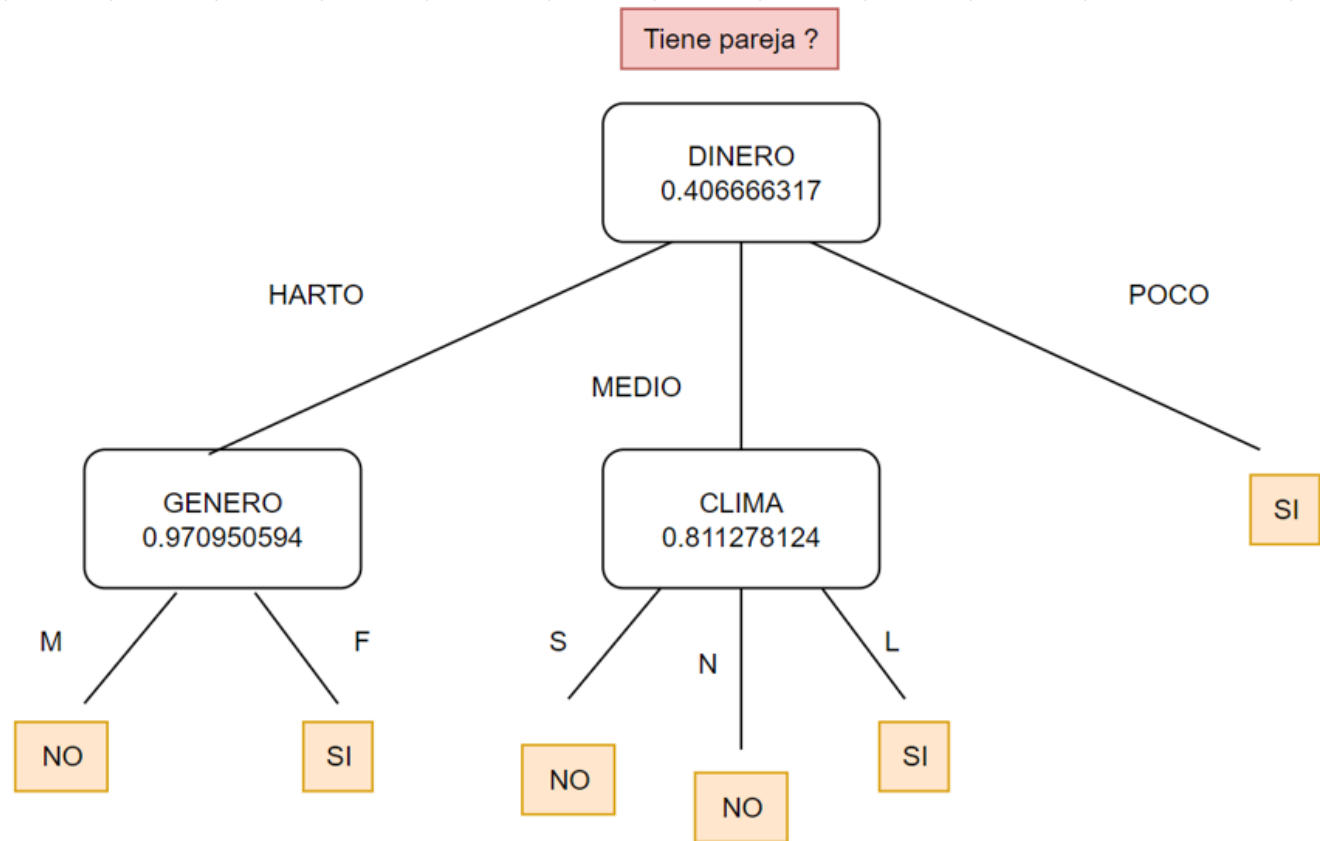 Tiene pareja ?
DINERO
0.406666317
HARTO
POCO
MEDIO
GENERO
0.970950594
CLIMA
0.811278124
SI
M
F
S
N
L
NO
SI
NO
NO
SI